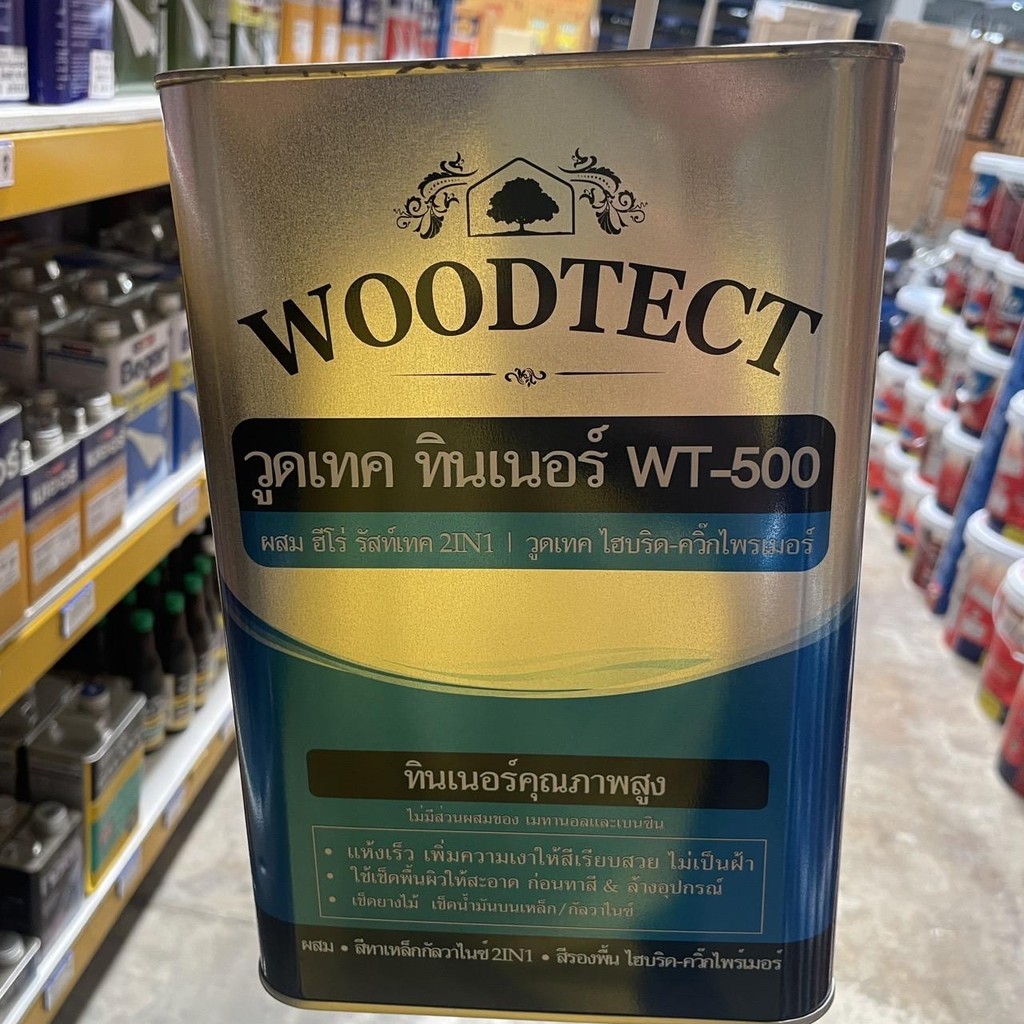 WOODTECT
วูดเทค ทินเนอร์ WT-500
ผสม ฮีโร่ รัสท์เทค 2IN1 | วูดเทค ไฮบริด-ควิ๊กไพรเมอร์
ทินเนอร์คุณภาพสูง
ไม่มีส่วนผสมของ เมทานอลและเบนซิน
• แห้งเร็ว เพิ่มความเงาให้สีเรียบสวย ไม่เป็นฝ้า
• ใช้เช็ดพื้นผิวให้สะอาด ก่อนทาสี & ล้างอุปกรณ์
• เช็ดยางไม้ เช็ดน้ำมันบนเหล็ก/กัลวาไนซ์
ผสม • สีทาเหล็กกัลวาไนซ์ 2IN1 • สีรองพื้น ไฮบริด-ควิ๊กไพรเมอร์
Beger